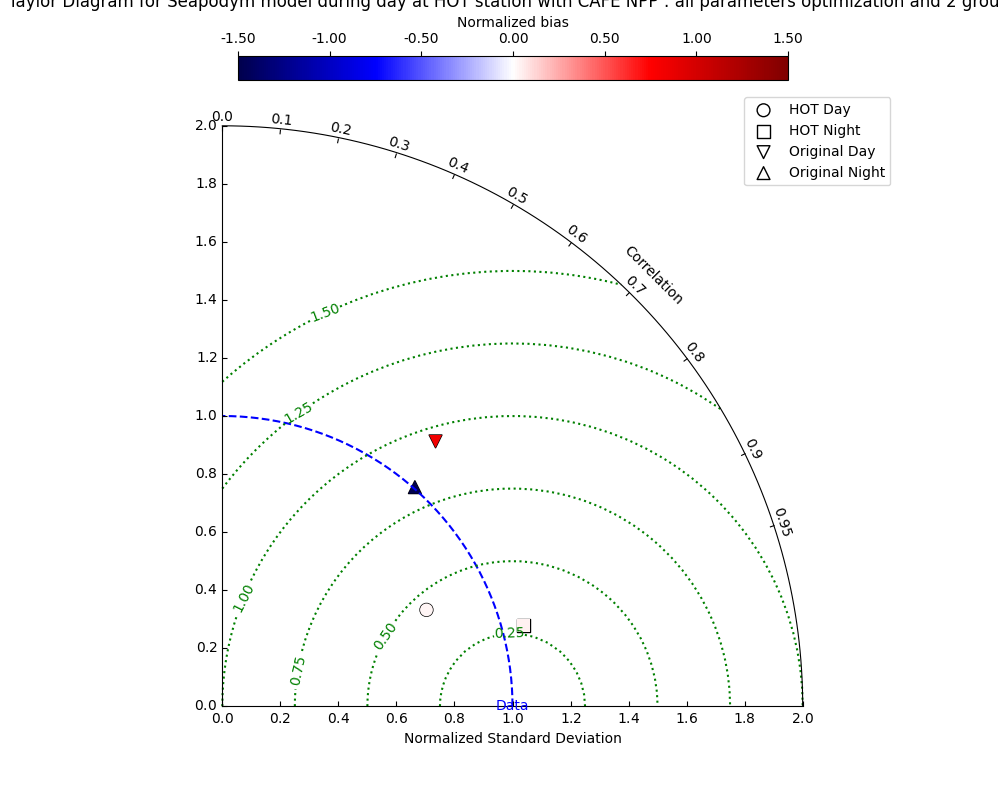 Taylor Diagram for Seapodym model during day at HOT station with CAFE NPP : all parameters optimization and 2 grou
Normalized bias
-1.50 -1.00 -0.50 0.00 0.50 1.00 1.50
HOT Day
HOT Night
Original Day
Original Night
0.0 0.1 0.2 0.3 0.4 0.5 0.6 0.7 0.8 0.9 0.95
Correlation
2.0
1.8
1.6
1.4
1.2
1.0
0.8
0.6
0.4
0.2
0.0
1.50
1.25
1.00
0.75
0.50
0.25
Data
0.0 0.2 0.4 0.6 0.8 1.0 1.2 1.4 1.6 1.8 2.0
Normalized Standard Deviation